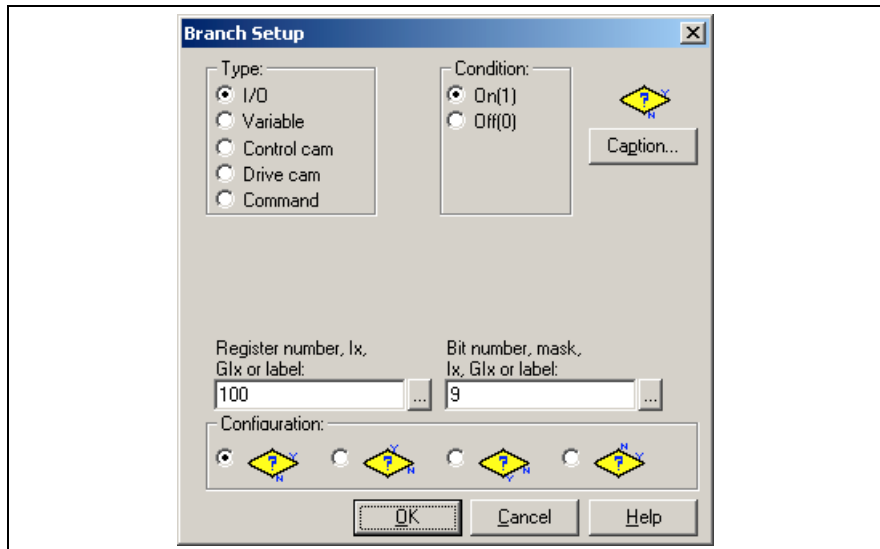 Branch Setup
Type:
I/O
Variable
Control cam
Drive cam
Command
Condition:
On(1)
Off(0)
? Y N
Caption...
Register number, Ix,
GIx or label:
100
...
Bit number, mask,
Ix, GIx or label:
9
...
Configuration:
? Y N
? Y N
? N Y
? N Y
OK
Cancel
Help